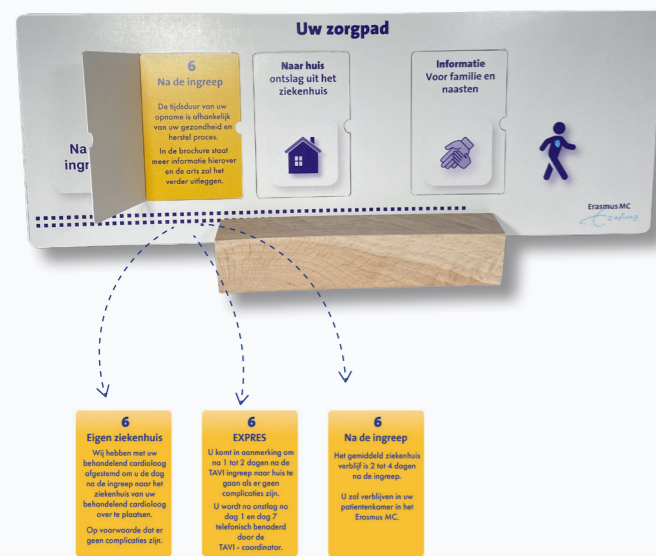 Uw zorgpad
Na
ingr
6
Na de ingreep
De tijdsduur van uw
opname is afhankelijk
van uw gezondheid en
herstel proces.
In de brochure staat
meer informatie hierover
en de arts zal het
verder uitleggen.
Naar huis
ontslag uit het
ziekenhuis
Informatie
Voor familie en
naasten
Erasmus MC
Erasmus
6
Eigen ziekenhuis
Wij hebben met uw
behandelend cardioloog
afgestemd om u de dag
na de ingreep naar het
ziekenhuis van uw
behandelend cardioloog
over te plaatsen.
Op voorwaarde dat er
geen complicaties zijn.
6
EXPRES
U komt in aanmerking om
na 1 tot 2 dagen na de
TAVI ingreep naar huis te
gaan als er geen
complicaties zijn.
U wordt na onstlag na
dag 1 en dag 7
telefonisch benaderd
door de
TAVI - coordinator.
6
Na de ingreep
Het gemiddeld ziekenhuis
verblijf is 2 tot 4 dagen
na de ingreep.
U zal verblijven in uw
patientenkamer in het
Erasmus MC.